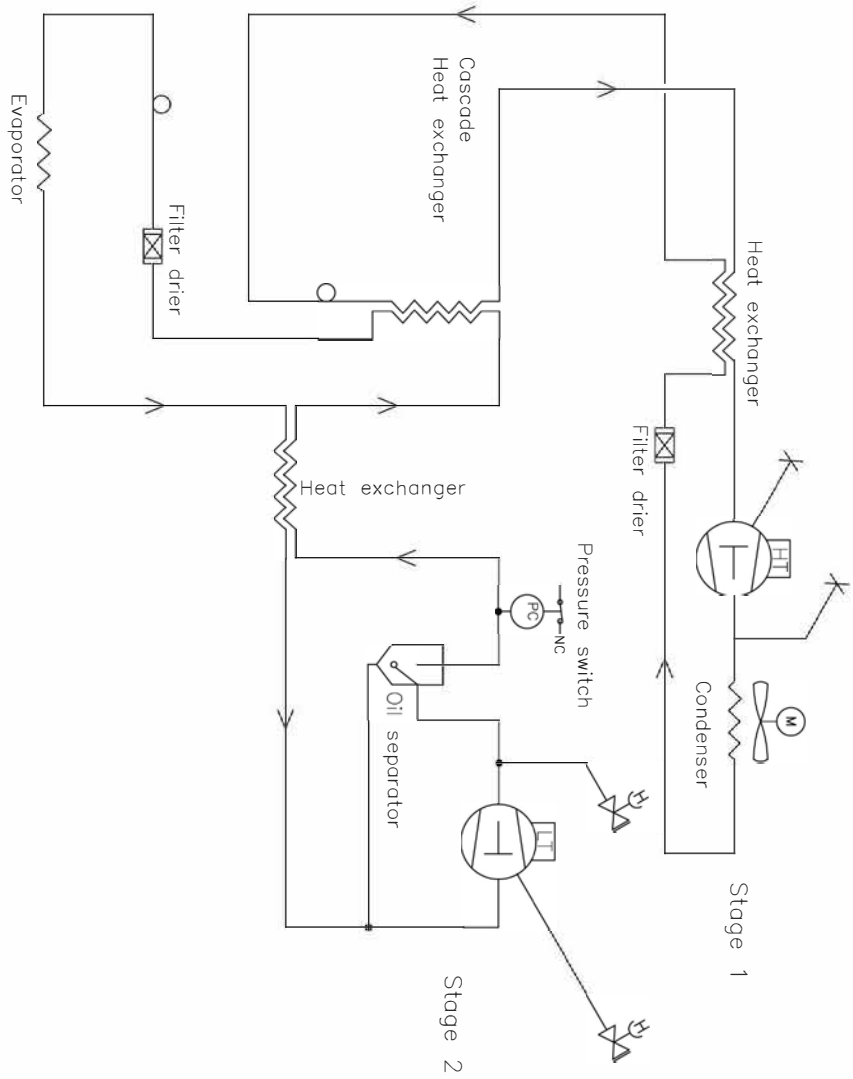 Stage 1
Heat exchanger
HT
M
Condenser
Filter drier
Cascade
Heat exchanger
Stage 2
Pressure switch
PC
NC
LT
H
H
Oil separator
Heat exchanger
Filter drier
Evaporator